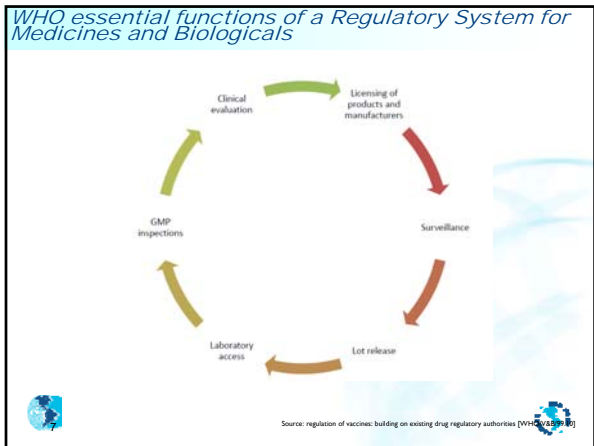 WHO essential functions of a Regulatory System for
Medicines and Biologicals
Clinical
evaluation
Licensing of
products and
manufacturers
Surveillance
Lot release
Laboratory
access
GMP
inspections
7
Source: regulation of vaccines: building on existing drug regulatory authorities